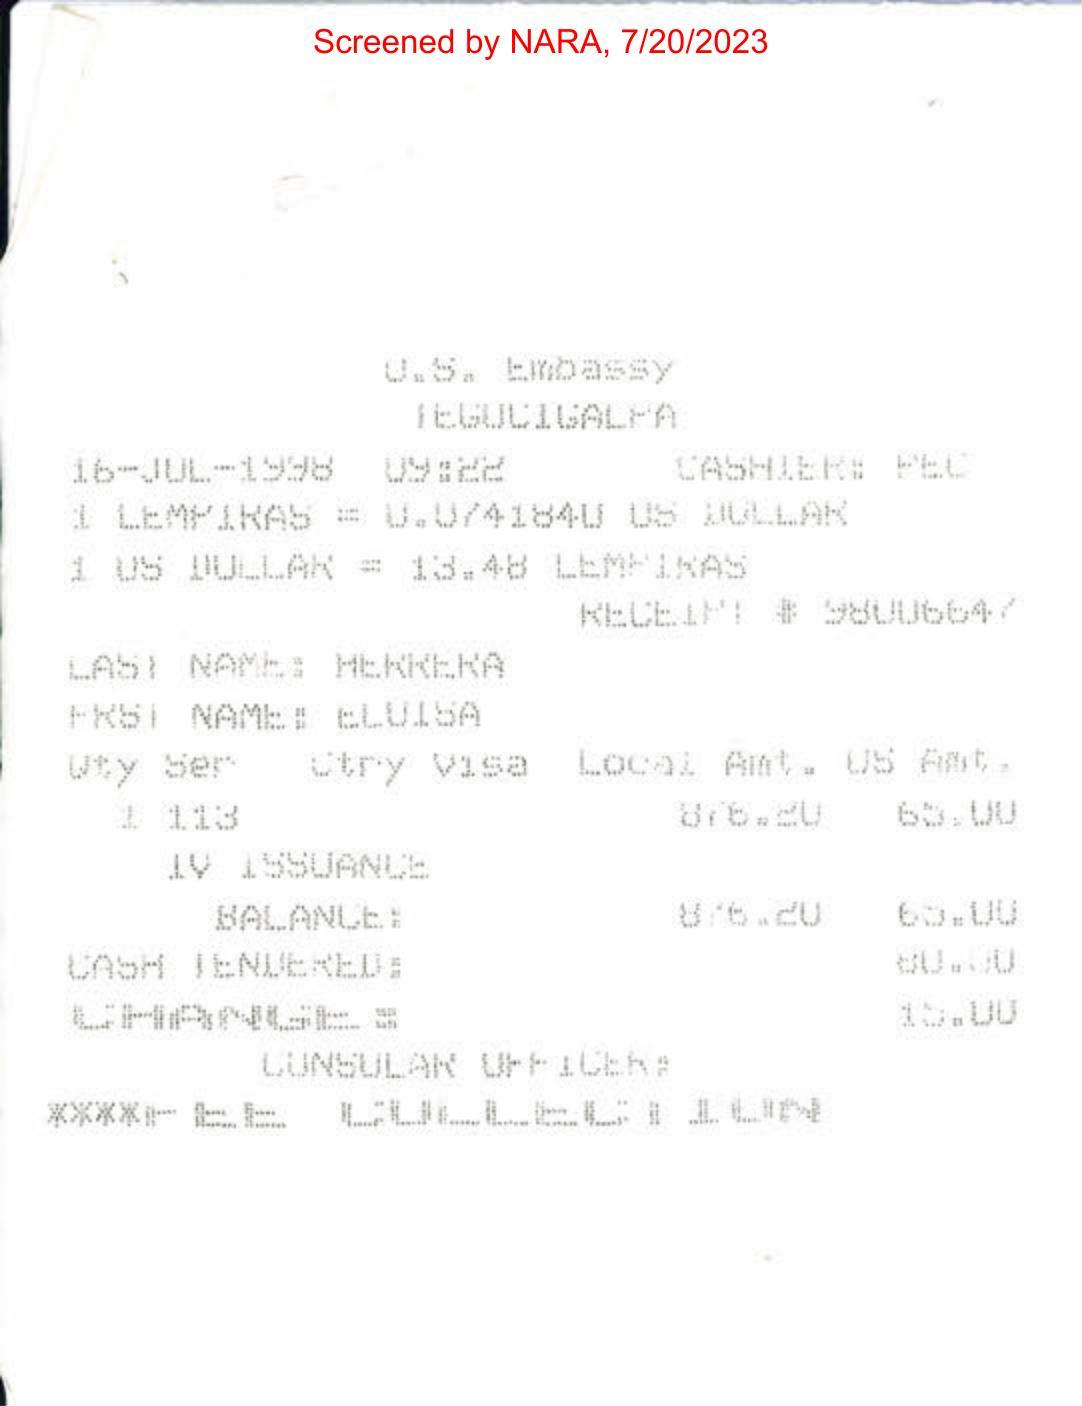 Screened by NARA, 7/20/2023
U.S. Embassy
TEGUCIGALPA
16-JUL-1998 09:22 CASHIER: PEC
1 LEMPIRAS = 0.074184 US DOLLAR
1 US DOLLAR = 13.48 LEMPIRAS
RECEIPT # 98006647
LAST NAME: HERRERA
FRST NAME: ELUISA
Qty Ser Ctry Visa Local Amt. US Amt.
1 113 876.20 65.00
IV ISSUANCE
BALANCE: 876.20 65.00
CASH TENDERED: 80.00
CHANGE: 15.00
CONSULAR OFFICER:
****FEE COLLECTION